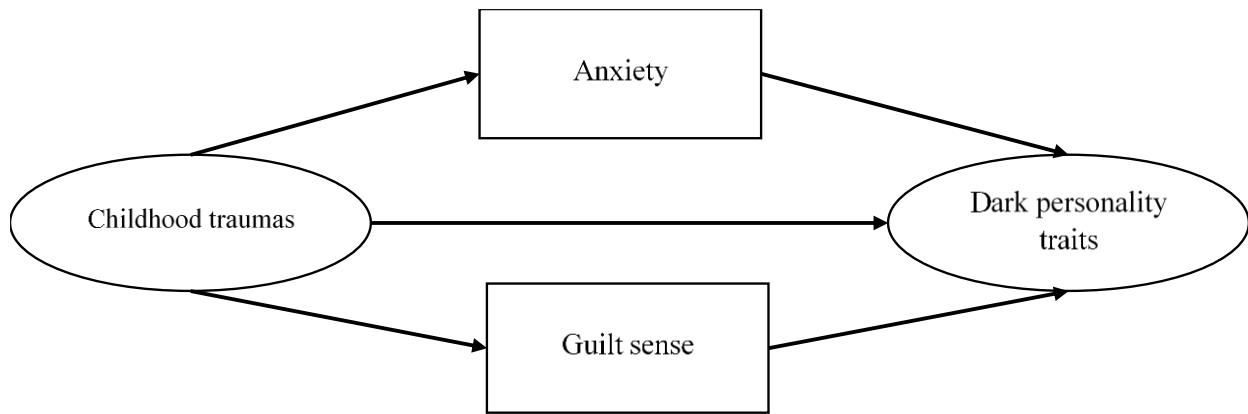 Anxiety
Childhood traumas
Dark personality
traits
Guilt sense